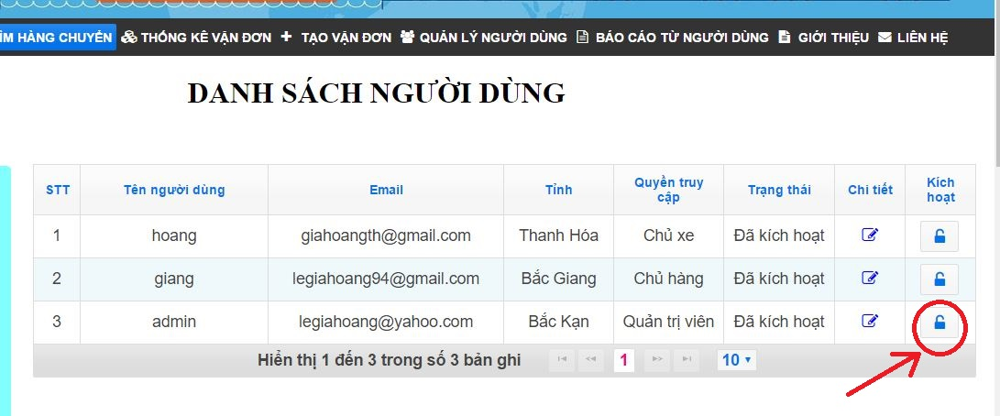 ÌM HÀNG CHUYẾN THỐNG KÊ VẬN ĐƠN TẠO VẬN ĐƠN QUẢN LÝ NGƯỜI DÙNG BÁO CÁO TỪ NGƯỜI DÙNG GIỚI THIỆU LIÊN HỆ
DANH SÁCH NGƯỜI DÙNG
STT Tên người dùng Email Tỉnh Quyền truy cập Trạng thái Chi tiết Kích hoạt
1 hoang giahoangth@gmail.com Thanh Hóa Chủ xe Đã kích hoạt
2 giang legiahoang94@gmail.com Bắc Giang Chủ hàng Đã kích hoạt
3 admin legiahoang@yahoo.com Bắc Kạn Quản trị viên Đã kích hoạt
Hiển thị 1 đến 3 trong số 3 bản ghi 1 10